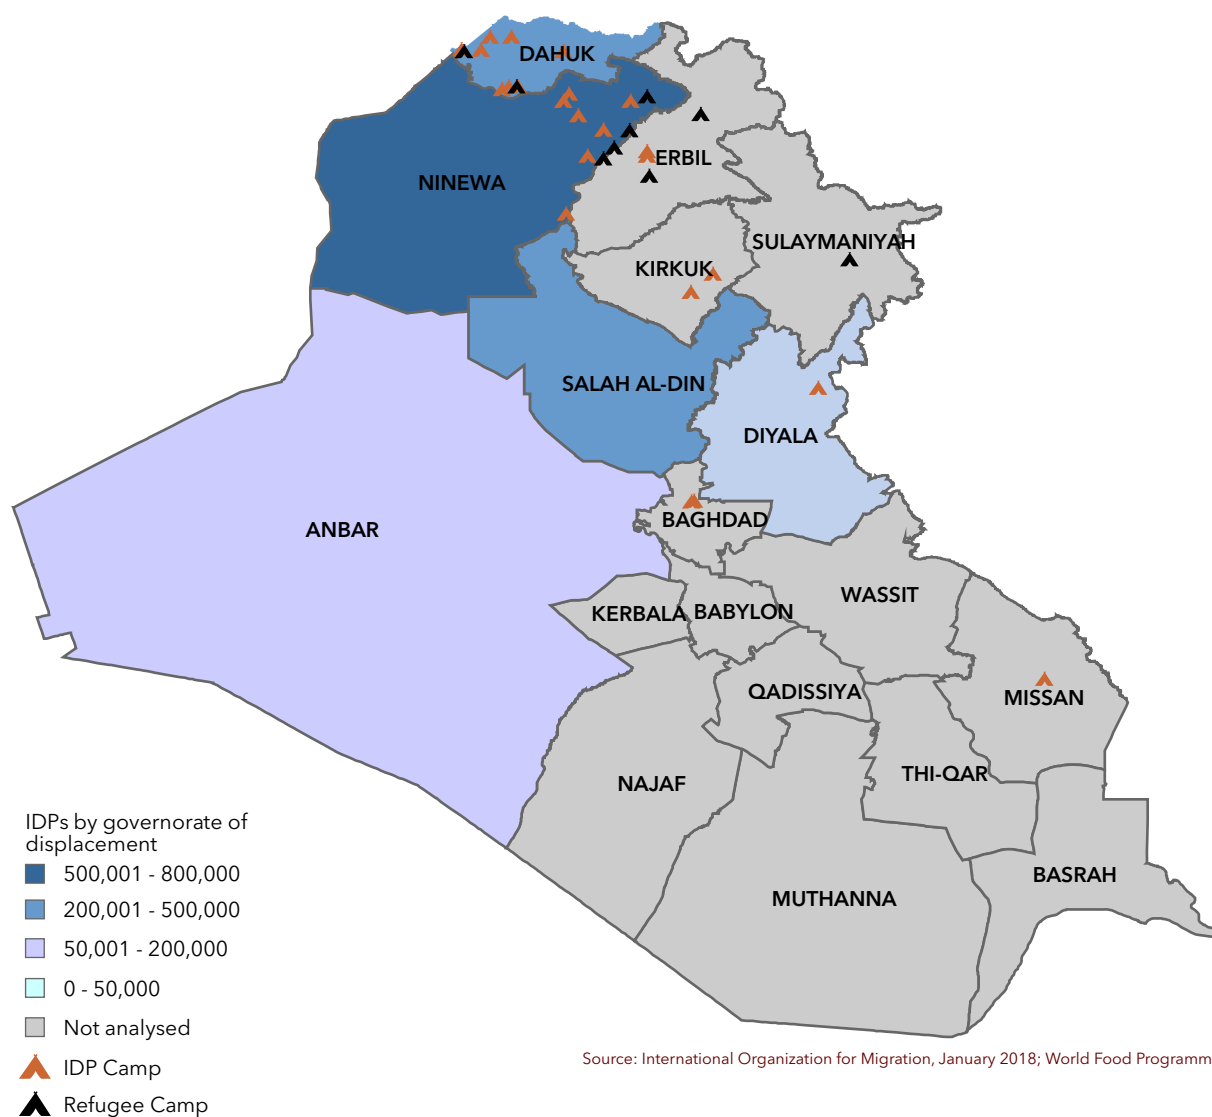 DAHUK
NINEWA
ERBIL
SULAYMANIYAH
KIRKUK
SALAH AL-DIN
DIYALA
ANBAR
BAGHDAD
WASSIT
KERBALA
BABYLON
QADISSIYA
MISSAN
NAJAF
THI-QAR
MUTHANNA
BASRAH
IDPs by governorate of
displacement
500,001 - 800,000
200,001 - 500,000
50,001 - 200,000
0 - 50,000
Not analysed
IDP Camp
Refugee Camp
Source: International Organization for Migration, January 2018; World Food Programm